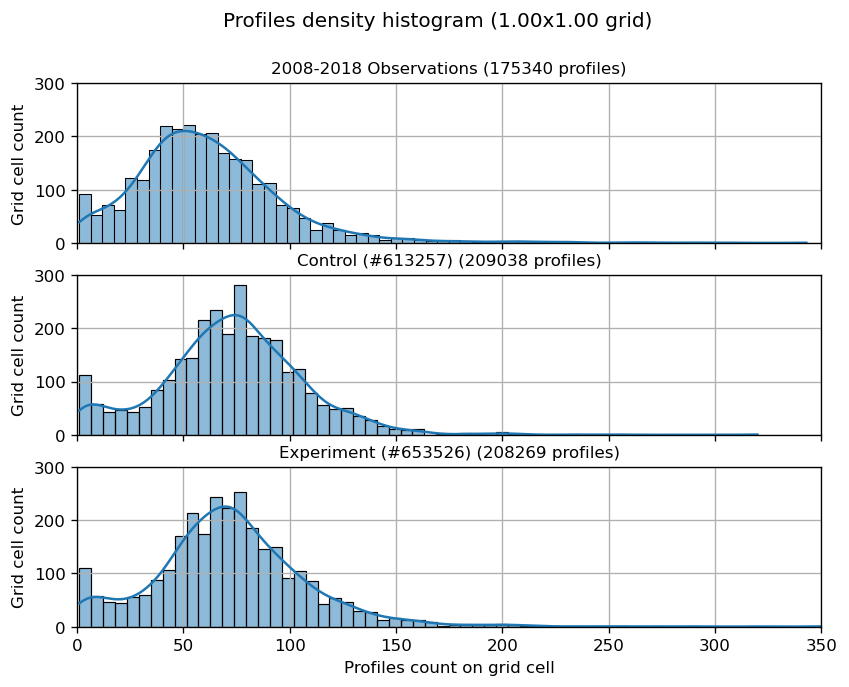 Profiles density histogram (1.00x1.00 grid)
2008-2018 Observations (175340 profiles)
300
200
100
0
Grid cell count
Control (#613257) (209038 profiles)
300
200
100
0
Grid cell count
Experiment (#653526) (208269 profiles)
300
200
100
0
Grid cell count
0 50 100 150 200 250 300 350
Profiles count on grid cell